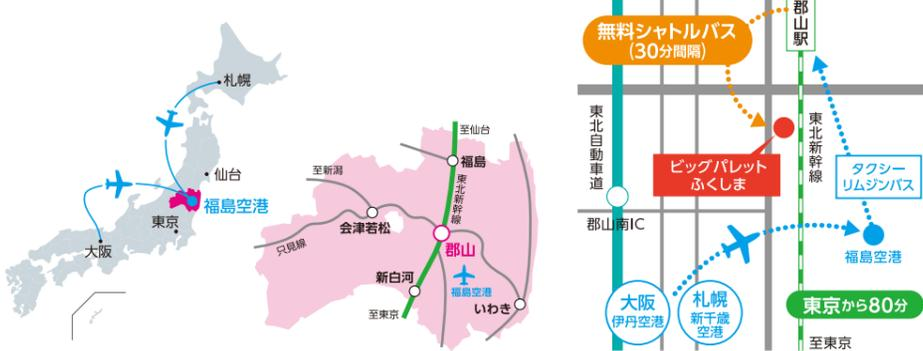 札幌
仙台
福島空港
東京
大阪
至仙台
福島
至新潟
東北新幹線
会津若松
只見線
郡山
新白河
福島空港
いわき
至東京
無料シャトルバス
(30分間隔)
郡山駅
東北自動車道
東北新幹線
ビッグパレット
ふくしま
タクシー
リムジンバス
郡山南IC
福島空港
大阪
伊丹空港
札幌
新千歳
空港
東京から80分
至東京